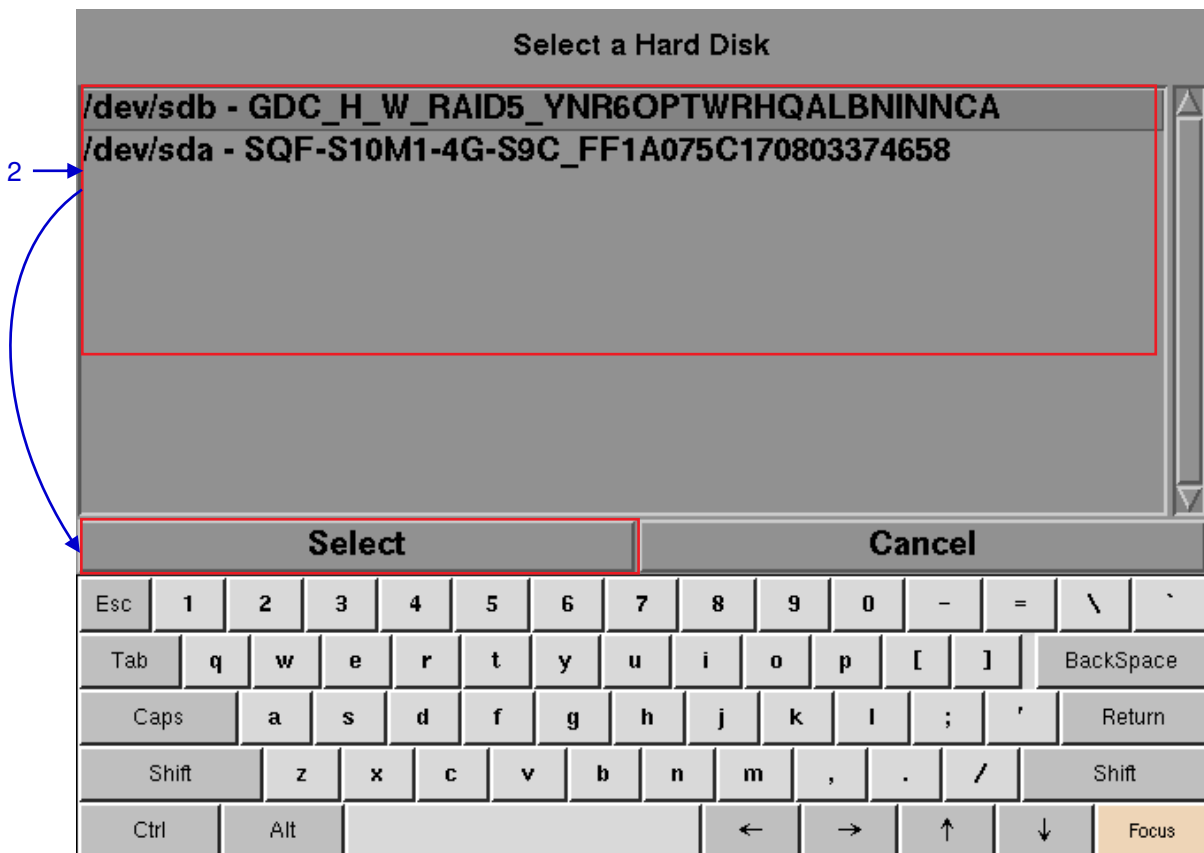 Select a Hard Disk
/dev/sdb - GDC_H_W_RAID5_YNR6OPTWRHQALBNINNCA
/dev/sda - SQF-S10M1-4G-S9C_FF1A075C170803374658
2
Select Cancel
Esc 1 2 3 4 5 6 7 8 9 0 - = \ `
Tab q w e r t y u i o p [ ] BackSpace
Caps a s d f g h j k l ; ' Return
Shift z x c v b n m , . / Shift
Ctrl Alt ← → ↑ ↓ Focus